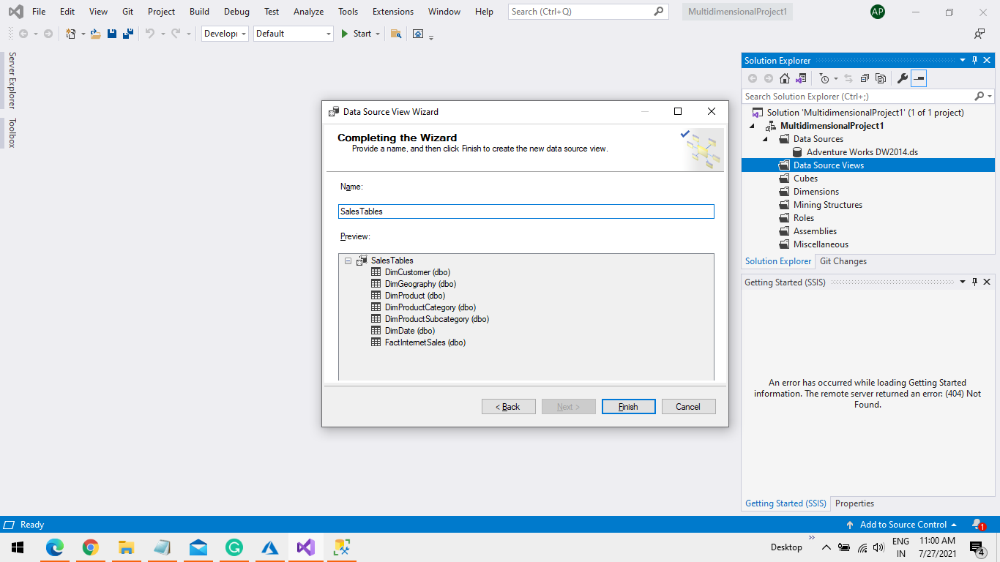 File Edit View Git Project Build Debug Test Analyze Tools Extensions Window Help Search (Ctrl+Q) MultidimensionalProject1 AP
Developı Default Start
Server Explorer
Toolbox
Data Source View Wizard
Completing the Wizard
Provide a name, and then click Finish to create the new data source view.
Name:
SalesTables
Preview:
SalesTables
DimCustomer (dbo)
DimGeography (dbo)
DimProduct (dbo)
DimProductCategory (dbo)
DimProductSubcategory (dbo)
DimDate (dbo)
FactInternetSales (dbo)
< Back Next > Finish Cancel
Solution Explorer
Search Solution Explorer (Ctrl+;)
Solution 'MultidimensionalProject1' (1 of 1 project)
MultidimensionalProject1
Data Sources
Adventure Works DW2014.ds
Data Source Views
Cubes
Dimensions
Mining Structures
Roles
Assemblies
Miscellaneous
Solution Explorer Git Changes
Getting Started (SSIS)
An error has occurred while loading Getting Started
information. The remote server returned an error: (404) Not
Found.
Getting Started (SSIS) Properties
Ready Add to Source Control 1
Desktop ENG 11:00 AM
IN 7/27/2021 4